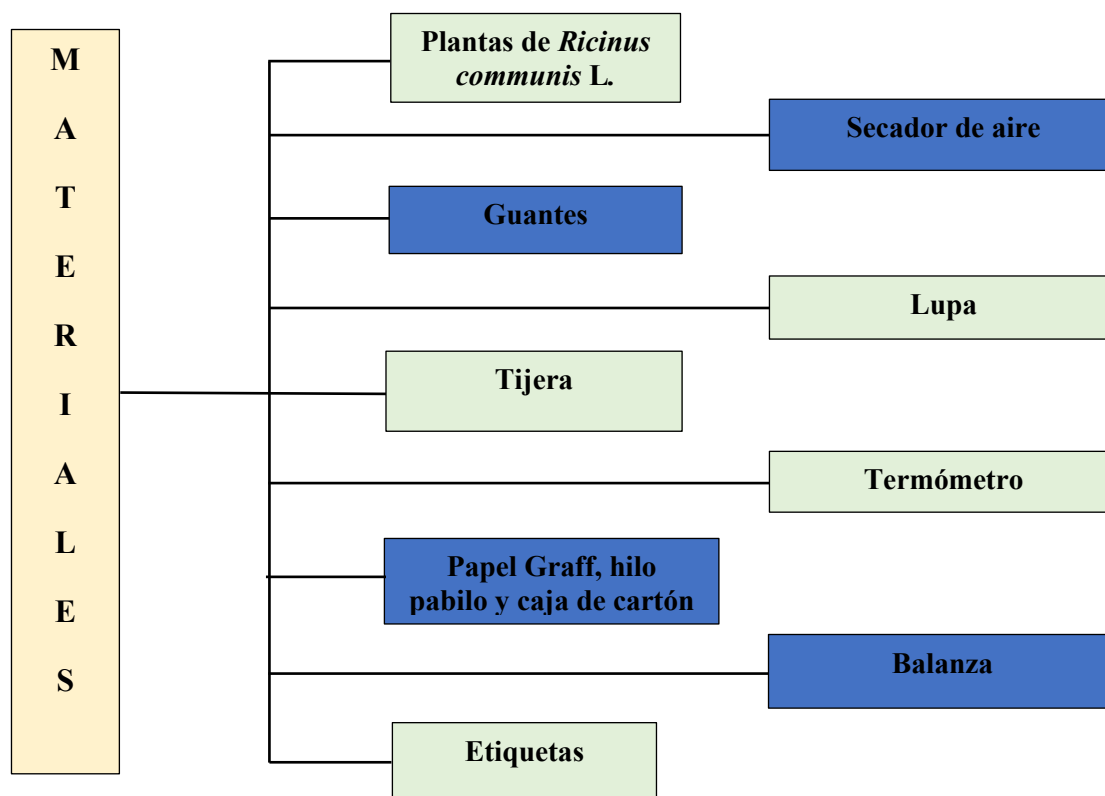 M
A
T
E
R
I
A
L
E
S
Plantas de Ricinus
communis L.
Secador de aire
Guantes
Lupa
Tijera
Termómetro
Papel Graff, hilo
pabilo y caja de cartón
Balanza
Etiquetas